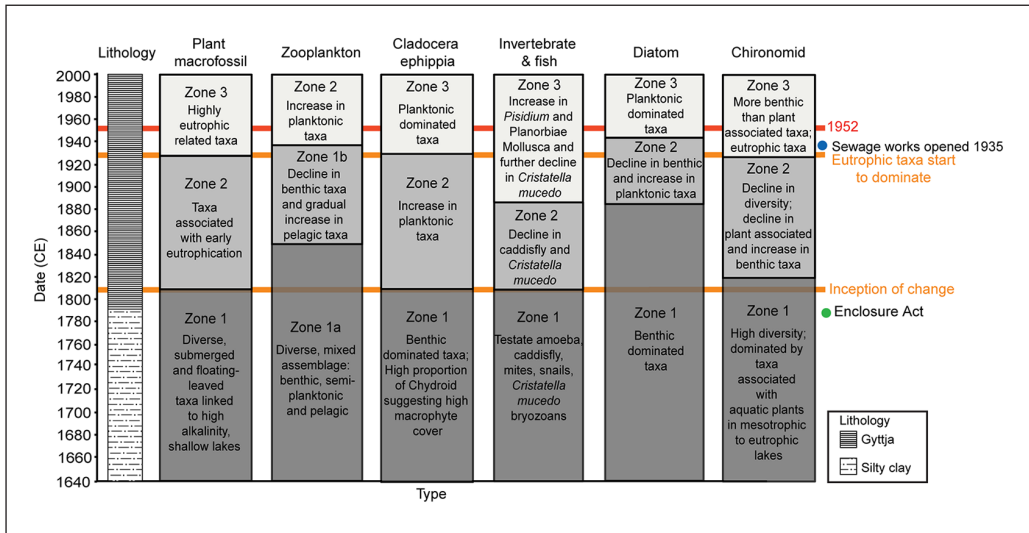 Lithology
Plant
macrofossil
Zooplankton
Cladocera
ephippia
Invertebrate
& fish
Diatom
Chironomid
Date (CE)
2000
1980
1960
1940
1920
1900
1880
1860
1840
1820
1800
1780
1760
1740
1720
1700
1680
1660
1640
Zone 3
Highly
eutrophic
related taxa
Zone 2
Taxa
associated
with early
eutrophication
Zone 1
Diverse,
submerged
and floating-
leaved
taxa linked
to high
alkalinity,
shallow lakes
Zone 2
Increase in
planktonic
taxa
Zone 1b
Decline in
benthic taxa
and gradual
increase in
pelagic taxa
Zone 1a
Diverse, mixed
assemblage:
benthic, semi-
planktonic
and pelagic
Zone 3
Planktonic
dominated taxa
Zone 2
Increase in
planktonic
taxa
Zone 1
Benthic
dominated taxa;
High proportion
of Chydroid
suggesting high
macrophyte
cover
Zone 3
Increase in
Pisidium and
Planorbiae
Mollusca and
further decline
in Cristatella
mucedo
Zone 2
Decline in
caddisfly and
Cristatella
mucedo
Zone 1
Testate amoeba,
caddisfly,
mites, snails,
Cristatella
mucedo
bryozoans
Zone 3
Planktonic
dominated
taxa
Zone 2
Decline in benthic
and increase in
planktonic taxa
Zone 1
Benthic
dominated
taxa
Zone 3
More benthic
than plant
associated taxa;
eutrophic taxa
Zone 2
Decline in
diversity;
decline in
plant associated
and increase in
benthic taxa
Zone 1
High diversity;
dominated by
taxa
associated
with
aquatic plants
in mesotrophic
to eutrophic
lakes
1952
Sewage works opened 1935
Eutrophic taxa start
to dominate
Inception of change
Enclosure Act
Lithology
Gyttja
Silty clay
Type